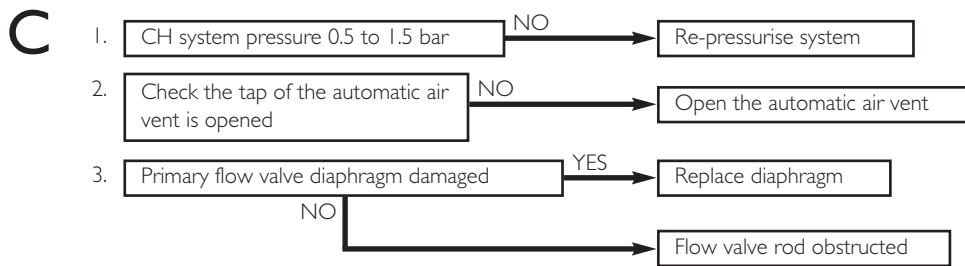 C
1. CH system pressure 0.5 to 1.5 bar NO Re-pressurise system
2. Check the tap of the automatic air
vent is opened NO Open the automatic air vent
3. Primary flow valve diaphragm damaged YES Replace diaphragm
NO Flow valve rod obstructed